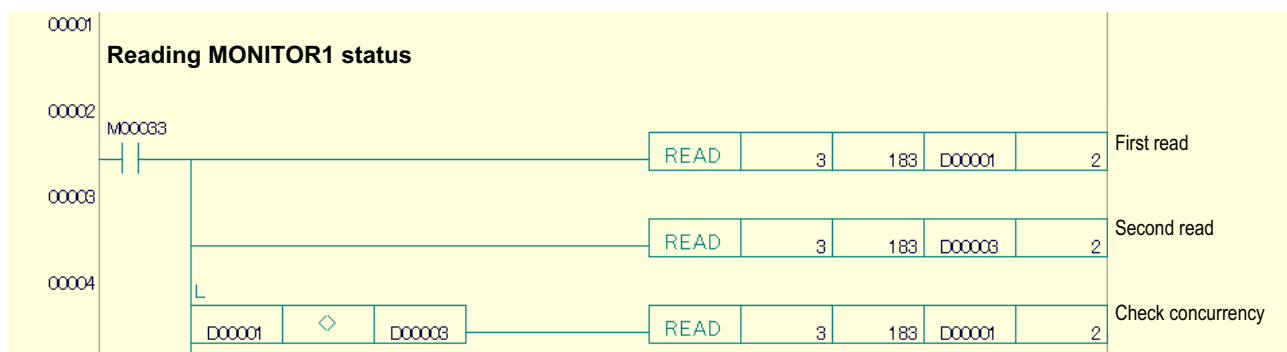 00001
Reading MONITOR1 status
00002
M00033
READ 3 183 D00001 2 First read
00003
READ 3 183 D00003 2 Second read
00004
L
D00001 <> D00003 READ 3 183 D00001 2 Check concurrency